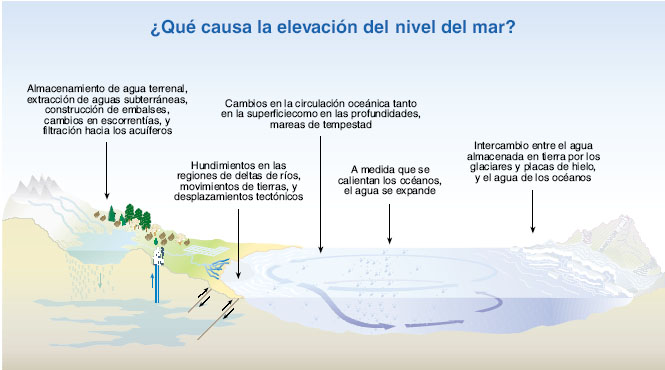 ¿Qué causa la elevación del nivel del mar?
Almacenamiento de agua terrenal,
extracción de aguas subterráneas,
construcción de embalses,
cambios en escorrentías, y
filtración hacia los acuíferos
Cambios en la circulación oceánica tanto
en la superficiecomo en las profundidades,
mareas de tempestad
Hundimientos en las
regiones de deltas de ríos,
movimientos de tierras, y
desplazamientos tectónicos
A medida que se
calientan los océanos,
el agua se expande
Intercambio entre el agua
almacenada en tierra por los
glaciares y placas de hielo,
y el agua de los océanos